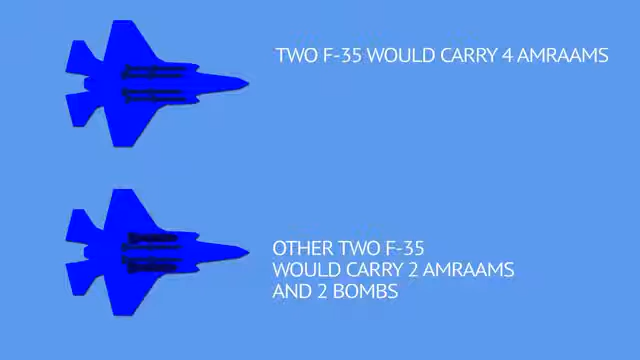 TWO F-35 WOULD CARRY 4 AMRAAMS
OTHER TWO F-35
WOULD CARRY 2 AMRAAMS
AND 2 BOMBS